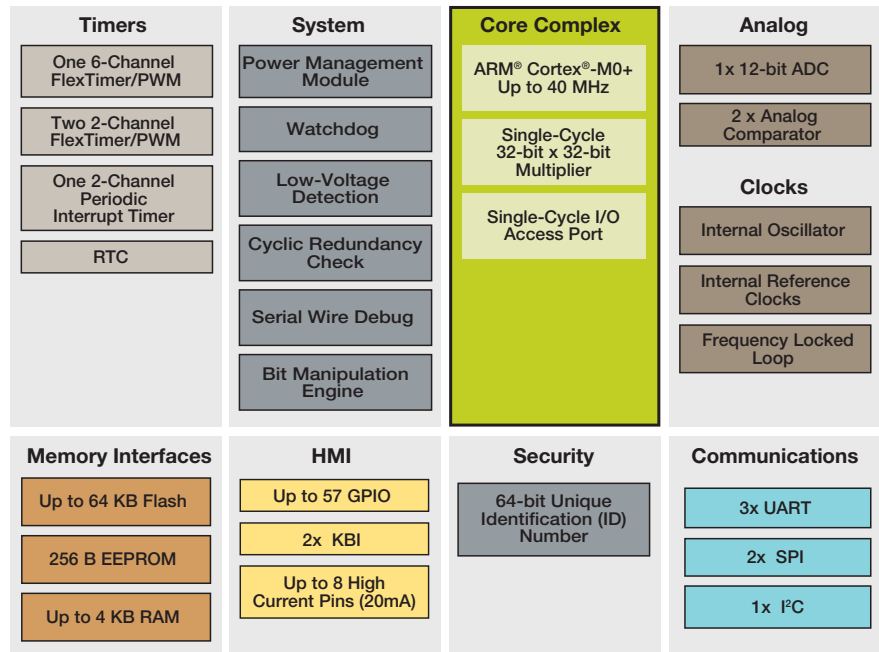 Timers
One 6-Channel
FlexTimer/PWM
Two 2-Channel
FlexTimer/PWM
One 2-Channel
Periodic
Interrupt Timer
RTC
System
Power Management
Module
Watchdog
Low-Voltage
Detection
Cyclic Redundancy
Check
Serial Wire Debug
Bit Manipulation
Engine
Core Complex
ARM® Cortex®-M0+
Up to 40 MHz
Single-Cycle
32-bit x 32-bit
Multiplier
Single-Cycle I/O
Access Port
Analog
1x 12-bit ADC
2 x Analog
Comparator
Clocks
Internal Oscillator
Internal Reference
Clocks
Frequency Locked
Loop
Memory Interfaces
Up to 64 KB Flash
256 B EEPROM
Up to 4 KB RAM
HMI
Up to 57 GPIO
2x KBI
Up to 8 High
Current Pins (20mA)
Security
64-bit Unique
Identification (ID)
Number
Communications
3x UART
2x SPI
1x I²C